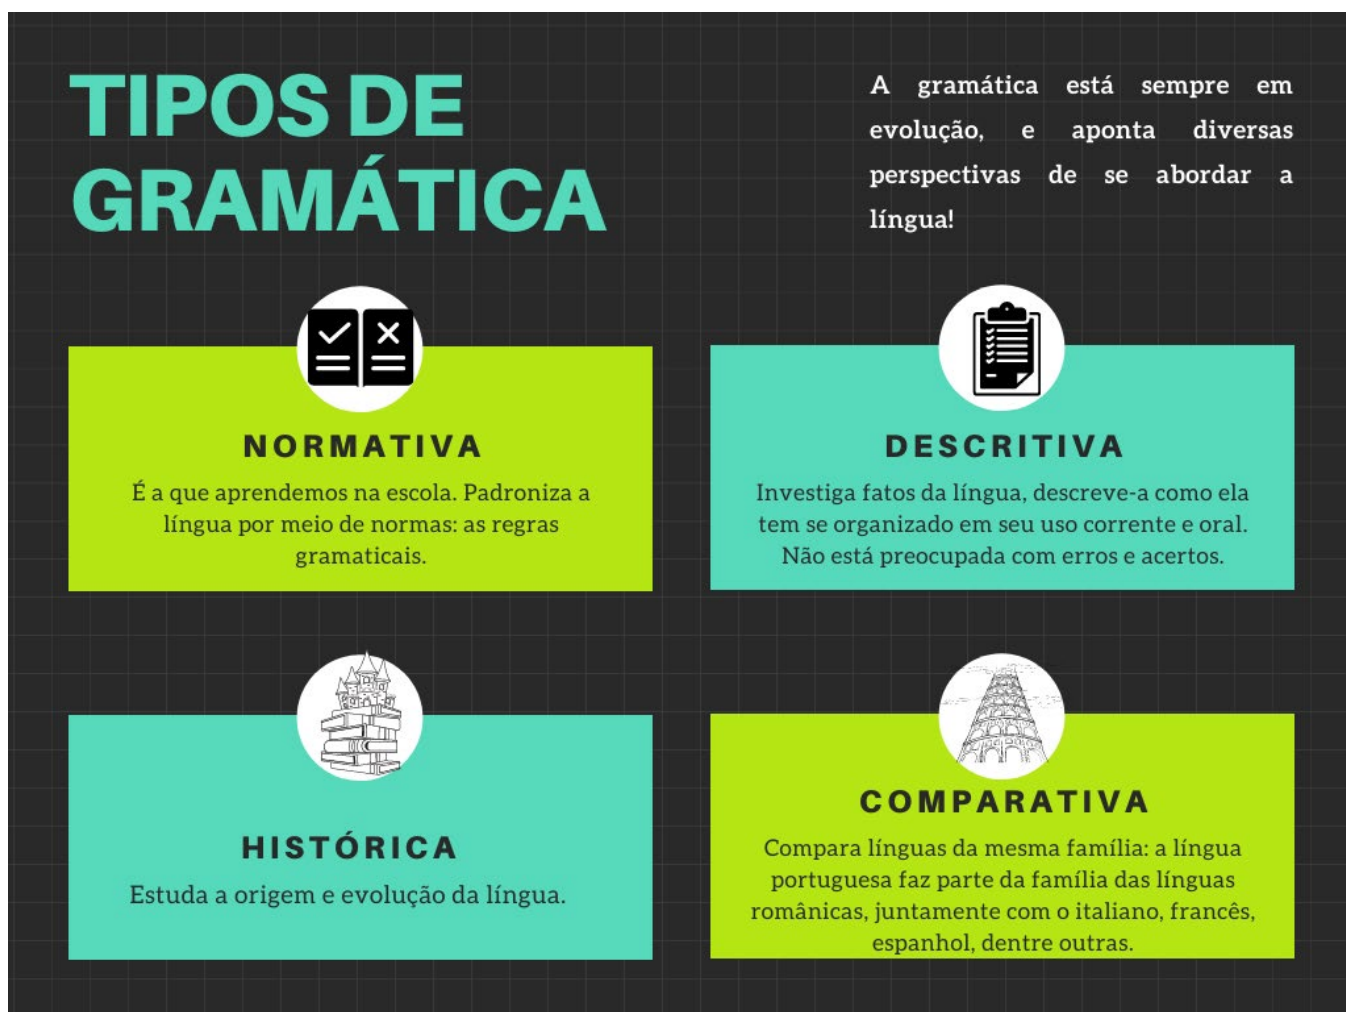 TIPOS DE
GRAMÁTICA
A gramática está sempre em
evolução, e aponta diversas
perspectivas de se abordar a
língua!
NORMATIVA
É a que aprendemos na escola. Padroniza a
língua por meio de normas: as regras
gramaticais.
DESCRITIVA
Investiga fatos da língua, descreve-a como ela
tem se organizado em seu uso corrente e oral.
Não está preocupada com erros e acertos.
HISTÓRICA
Estuda a origem e evolução da língua.
COMPARATIVA
Compara línguas da mesma família: a língua
portuguesa faz parte da família das línguas
românicas, juntamente com o italiano, francês,
espanhol, dentre outras.